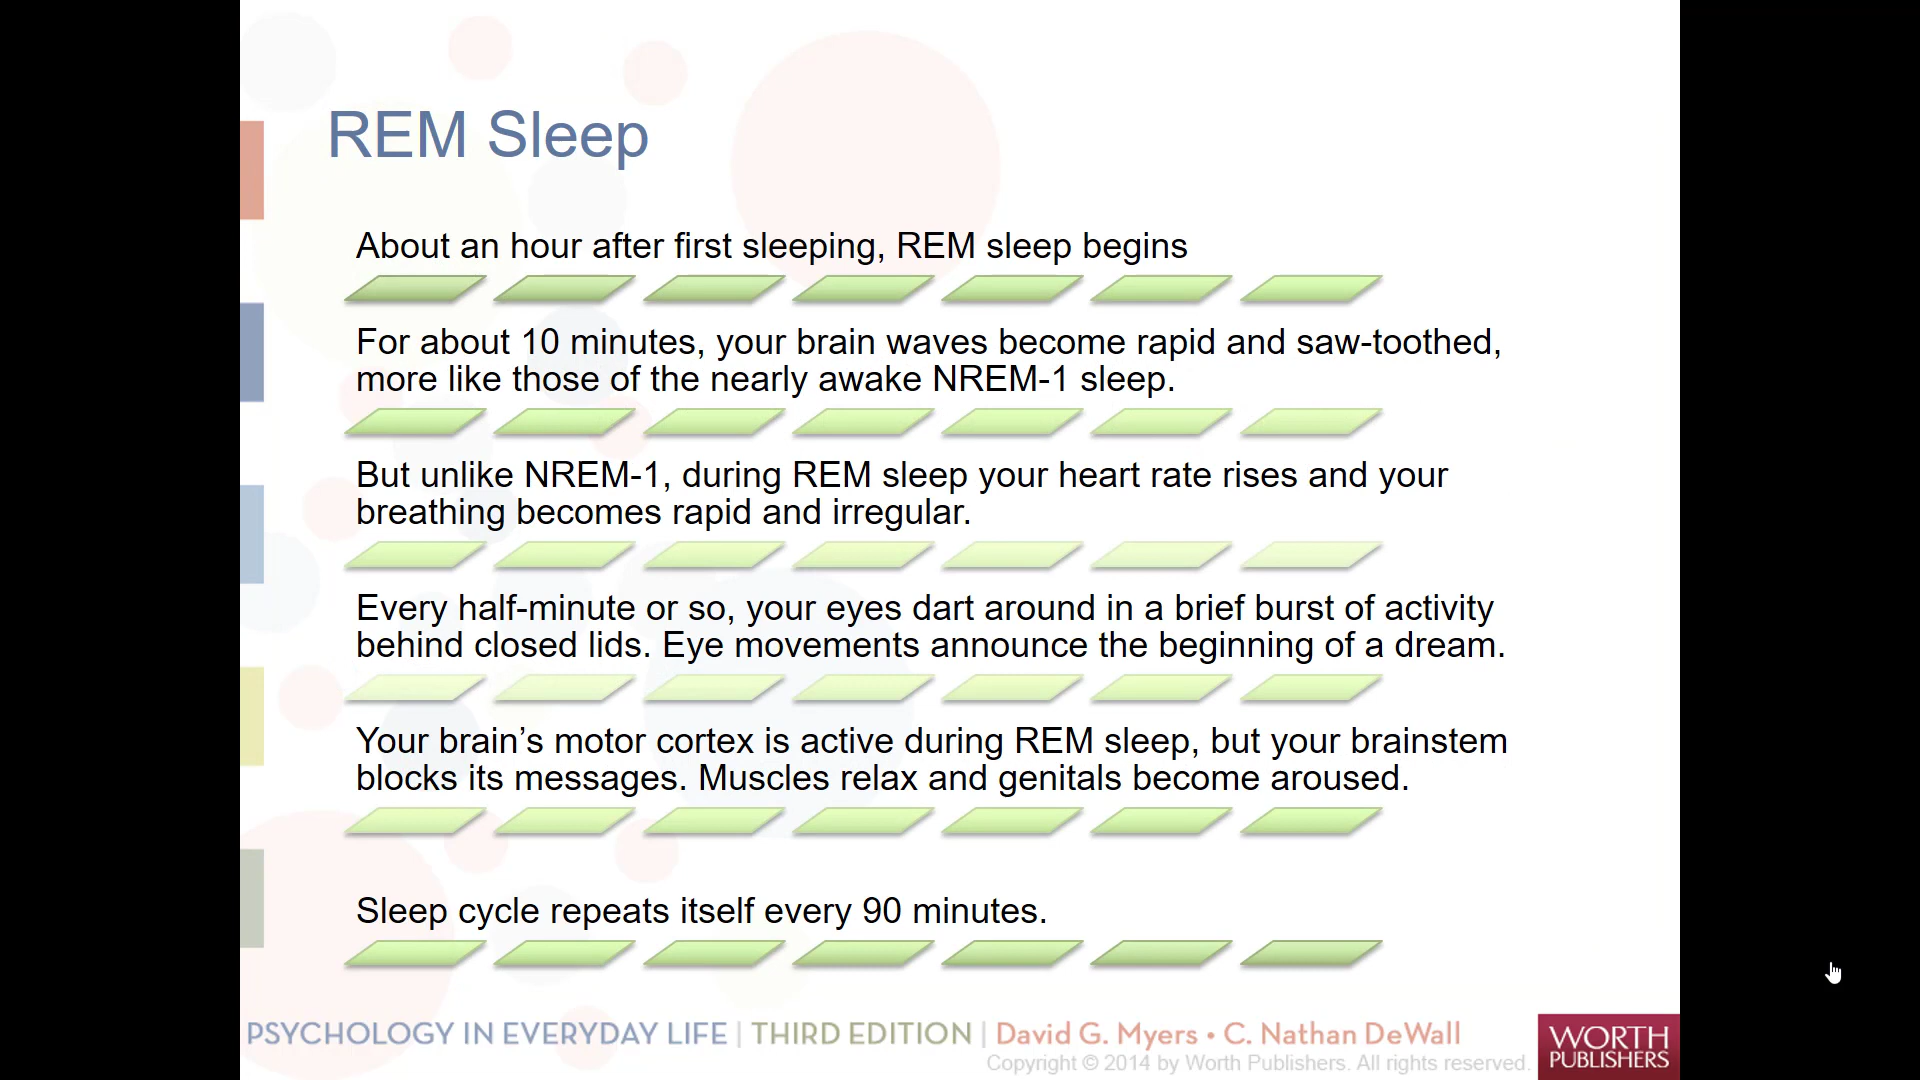 REM Sleep
About an hour after first sleeping, REM sleep begins
For about 10 minutes, your brain waves become rapid and saw-toothed,
more like those of the nearly awake NREM-1 sleep.
But unlike NREM-1, during REM sleep your heart rate rises and your
breathing becomes rapid and irregular.
Every half-minute or so, your eyes dart around in a brief burst of activity
behind closed lids. Eye movements announce the beginning of a dream.
Your brain’s motor cortex is active during REM sleep, but your brainstem
blocks its messages. Muscles relax and genitals become aroused.
Sleep cycle repeats itself every 90 minutes.
PSYCHOLOGY IN EVERYDAY LIFE | THIRD EDITION | David G. Myers • C. Nathan DeWall
Copyright © 2014 by Worth Publishers. All rights reserved.
WORTH
PUBLISHERS